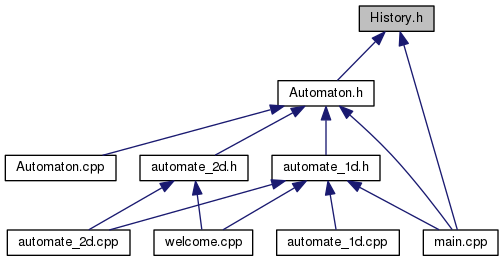 History.h
Automaton.h
Automaton.cpp
automate_2d.h
automate_1d.h
automate_2d.cpp
welcome.cpp
automate_1d.cpp
main.cpp